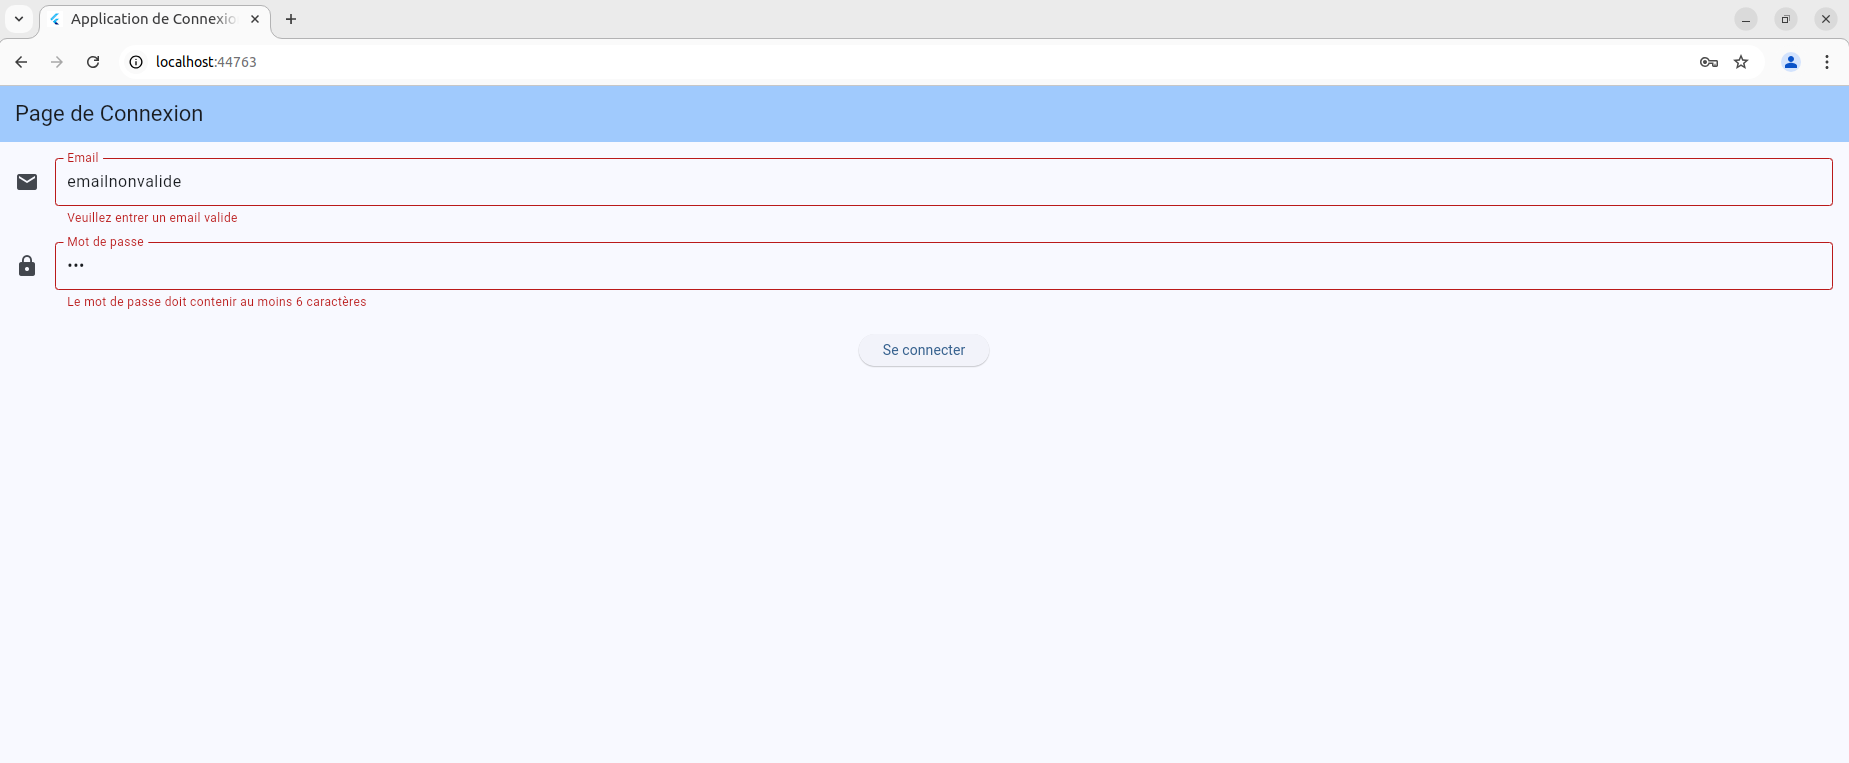 Application de Connexio
localhost:44763
Page de Connexion
Email
emailnonvalide
Veuillez entrer un email valide
Mot de passe
•••
Le mot de passe doit contenir au moins 6 caractères
Se connecter